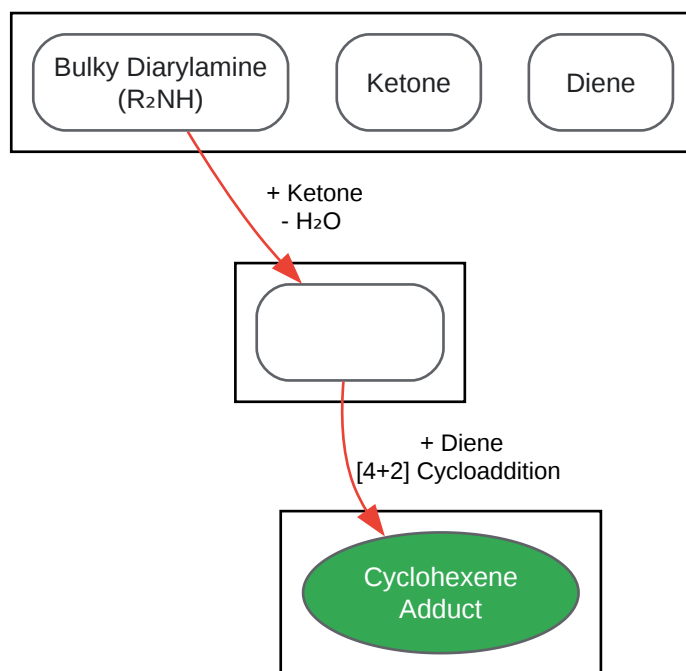 Bulky Diarylamine
(R₂NH)
Ketone
Diene
+ Ketone
- H₂O
+ Diene
[4+2] Cycloaddition
Cyclohexene
Adduct